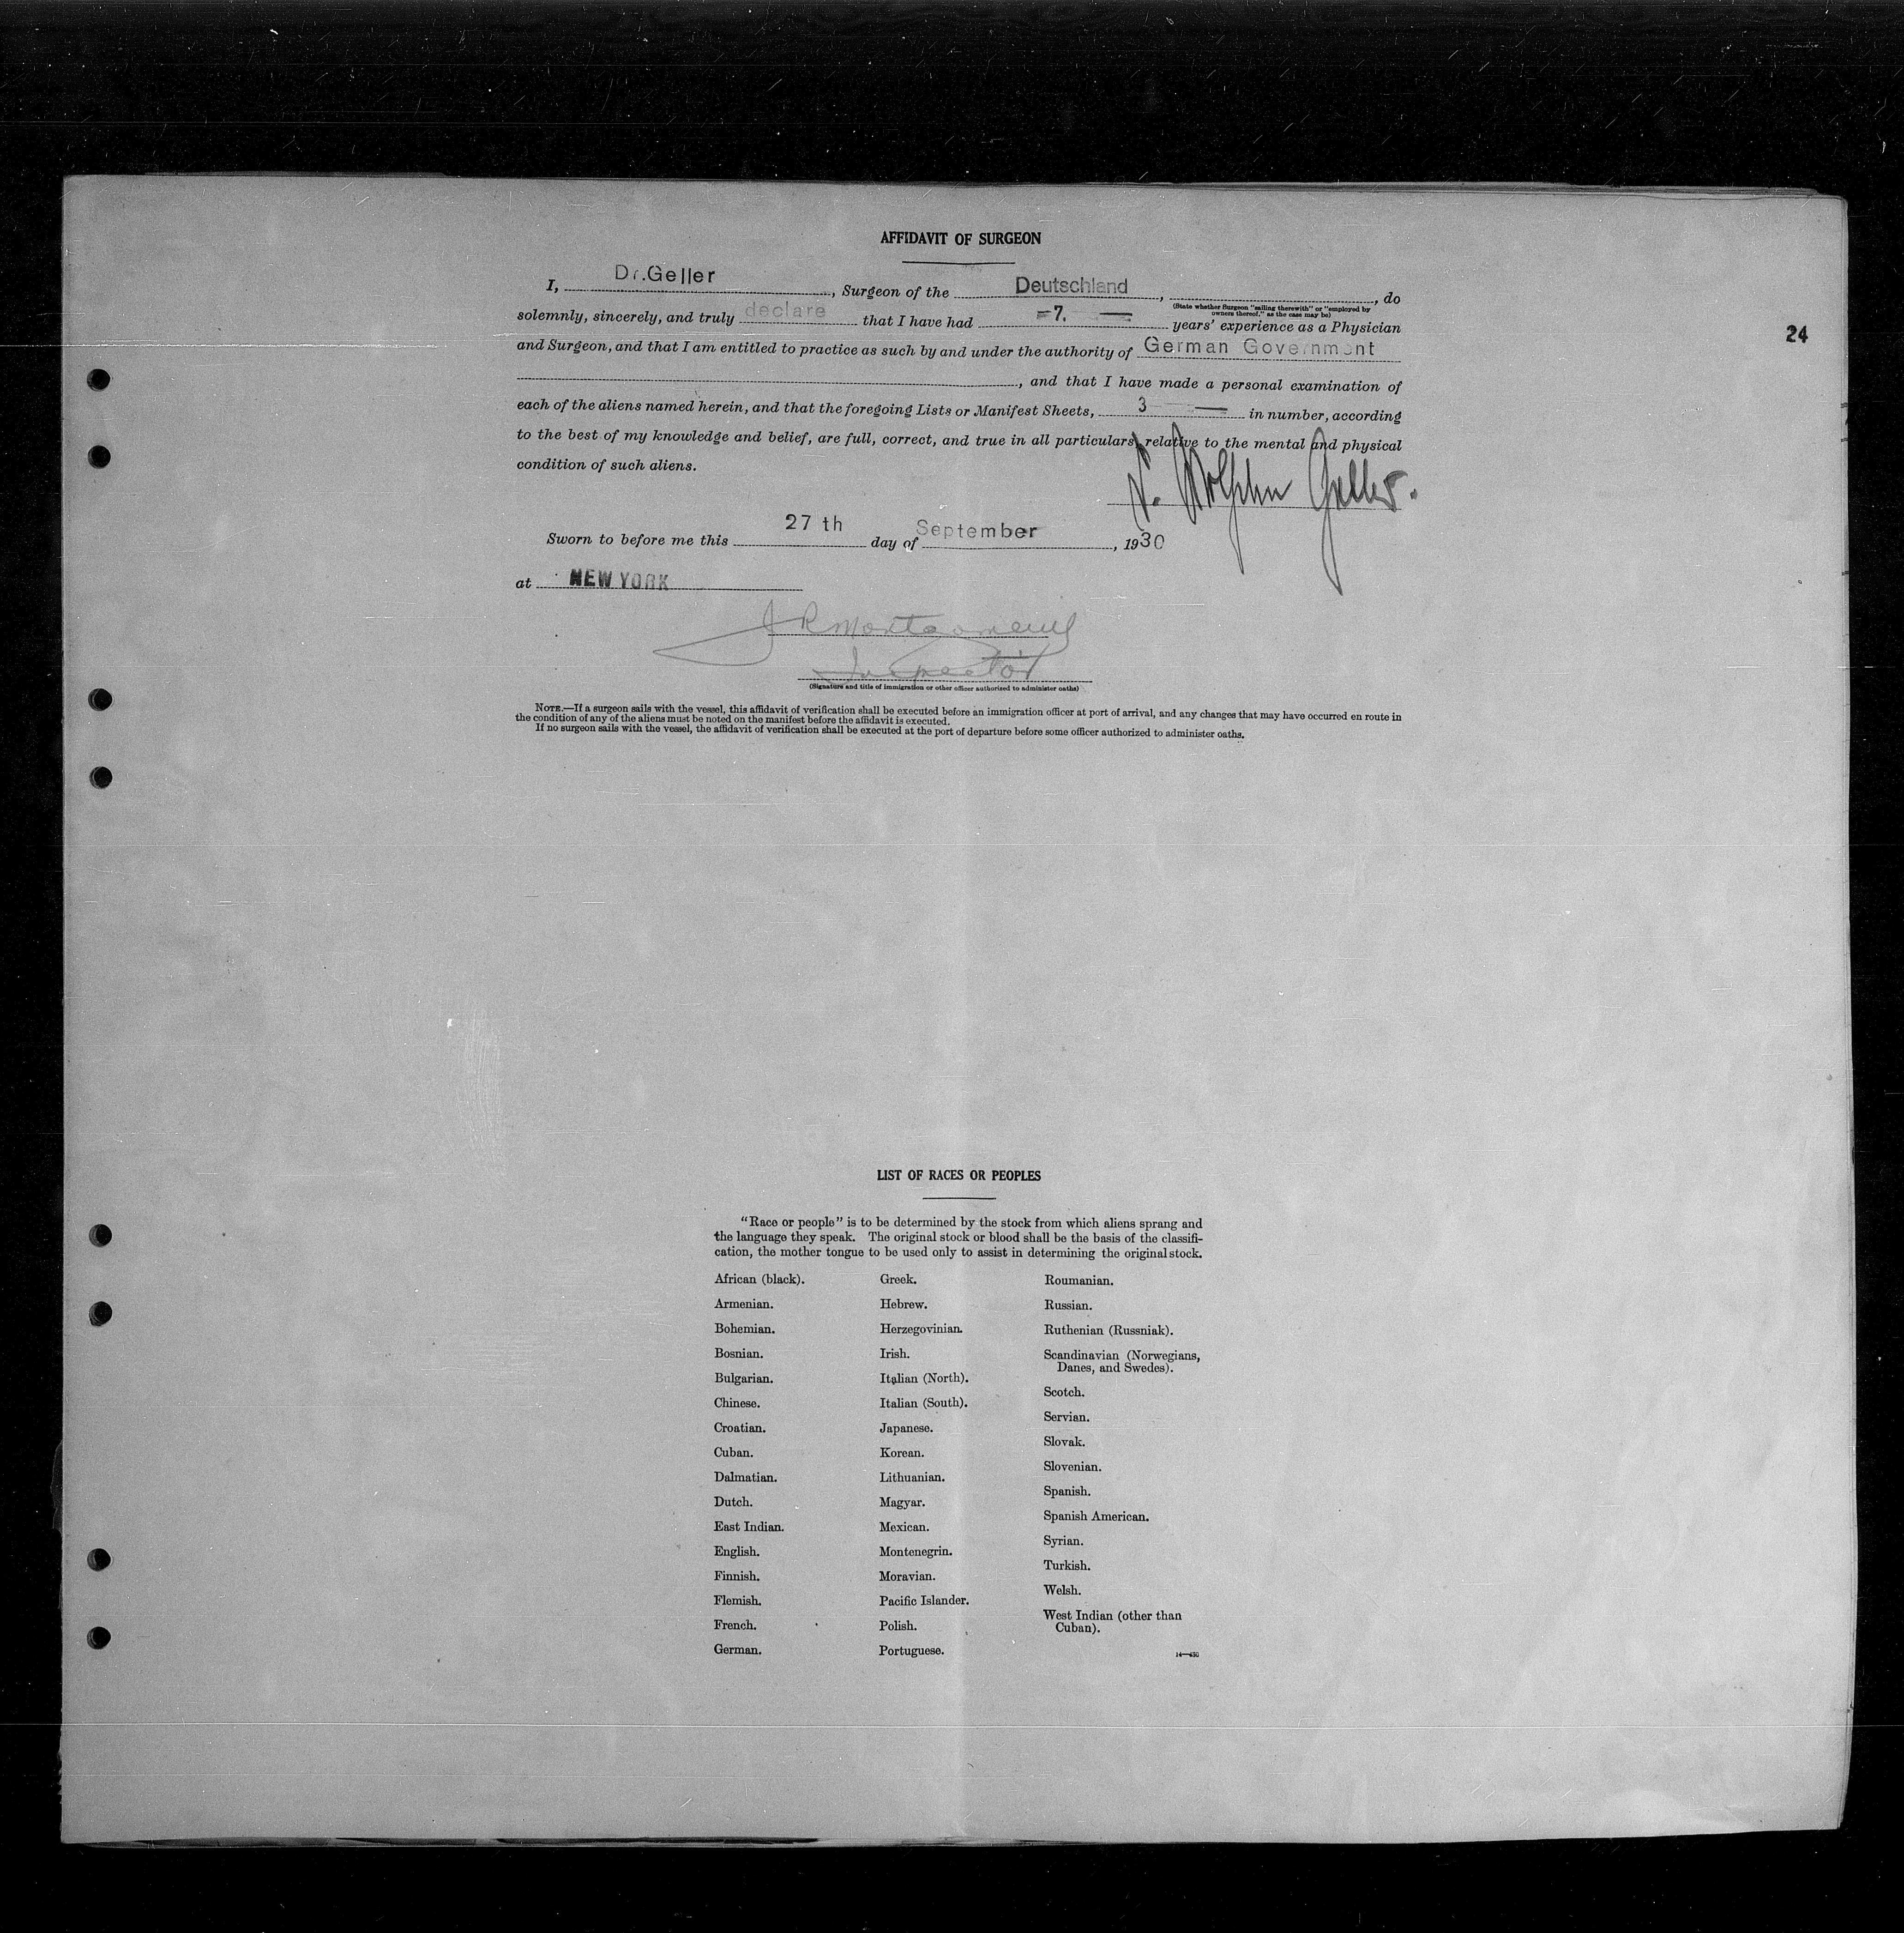 AFFIDAVIT OF SURGEON
I, Dr.Geller, Surgeon of the Deutschland, , do
(State whether Surgeon "sailing therewith" or "employed by
owners thereof," as the case may be)
solemnly, sincerely, and truly declare that I have had -7. — years' experience as a Physician
24
and Surgeon, and that I am entitled to practice as such by and under the authority of German Government
, and that I have made a personal examination of
each of the aliens named herein, and that the foregoing Lists or Manifest Sheets, 3 — in number, according
to the best of my knowledge and belief, are full, correct, and true in all particulars, relative to the mental and physical
condition of such aliens.
Geller.
Sworn to before me this 27 th day of September, 1930
at NEW YORK
J R Montgomery
Inspector
(Signature and title of immigration or other officer authorized to administer oaths)
NOTE.—If a surgeon sails with the vessel, this affidavit of verification shall be executed before an immigration officer at port of arrival, and any changes that may have occurred en route in
the condition of any of the aliens must be noted on the manifest before the affidavit is executed.
If no surgeon sails with the vessel, the affidavit of verification shall be executed at the port of departure before some officer authorized to administer oaths.
LIST OF RACES OR PEOPLES
"Race or people" is to be determined by the stock from which aliens sprang and
the language they speak. The original stock or blood shall be the basis of the classifi-
cation, the mother tongue to be used only to assist in determining the original stock.
African (black).
Armenian.
Bohemian.
Bosnian.
Bulgarian.
Chinese.
Croatian.
Cuban.
Dalmatian.
Dutch.
East Indian.
English.
Finnish.
Flemish.
French.
German.
Greek.
Hebrew.
Herzegovinian.
Irish.
Italian (North).
Italian (South).
Japanese.
Korean.
Lithuanian.
Magyar.
Mexican.
Montenegrin.
Moravian.
Pacific Islander.
Polish.
Portuguese.
Roumanian.
Russian.
Ruthenian (Russniak).
Scandinavian (Norwegians,
Danes, and Swedes).
Scotch.
Servian.
Slovak.
Slovenian.
Spanish.
Spanish American.
Syrian.
Turkish.
Welsh.
West Indian (other than
Cuban).